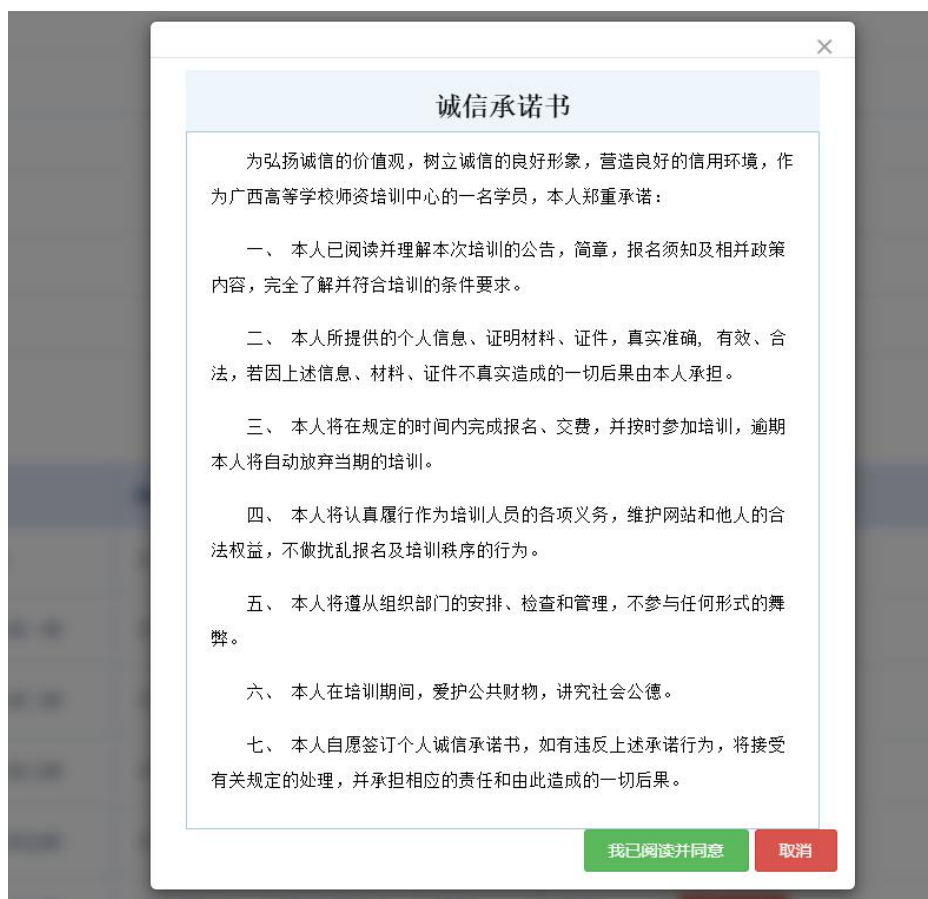 ×
诚信承诺书
为弘扬诚信的价值观，树立诚信的良好形象，营造良好的信用环境，作
为广西高等学校师资培训中心的一名学员，本人郑重承诺：
一、 本人已阅读并理解本次培训的公告，简章，报名须知及相并政策
内容，完全了解并符合培训的条件要求。
二、 本人所提供的个人信息、证明材料、证件，真实准确, 有效、合
法，若因上述信息、材料、证件不真实造成的一切后果由本人承担。
三、 本人将在规定的时间内完成报名、交费，并按时参加培训，逾期
本人将自动放弃当期的培训。
四、 本人将认真履行作为培训人员的各项义务，维护网站和他人的合
法权益，不做扰乱报名及培训秩序的行为。
五、 本人将遵从组织部门的安排、检查和管理，不参与任何形式的舞
弊。
六、 本人在培训期间，爱护公共财物，讲究社会公德。
七、 本人自愿签订个人诚信承诺书，如有违反上述承诺行为，将接受
有关规定的处理，并承担相应的责任和由此造成的一切后果。
我已阅读并同意 取消